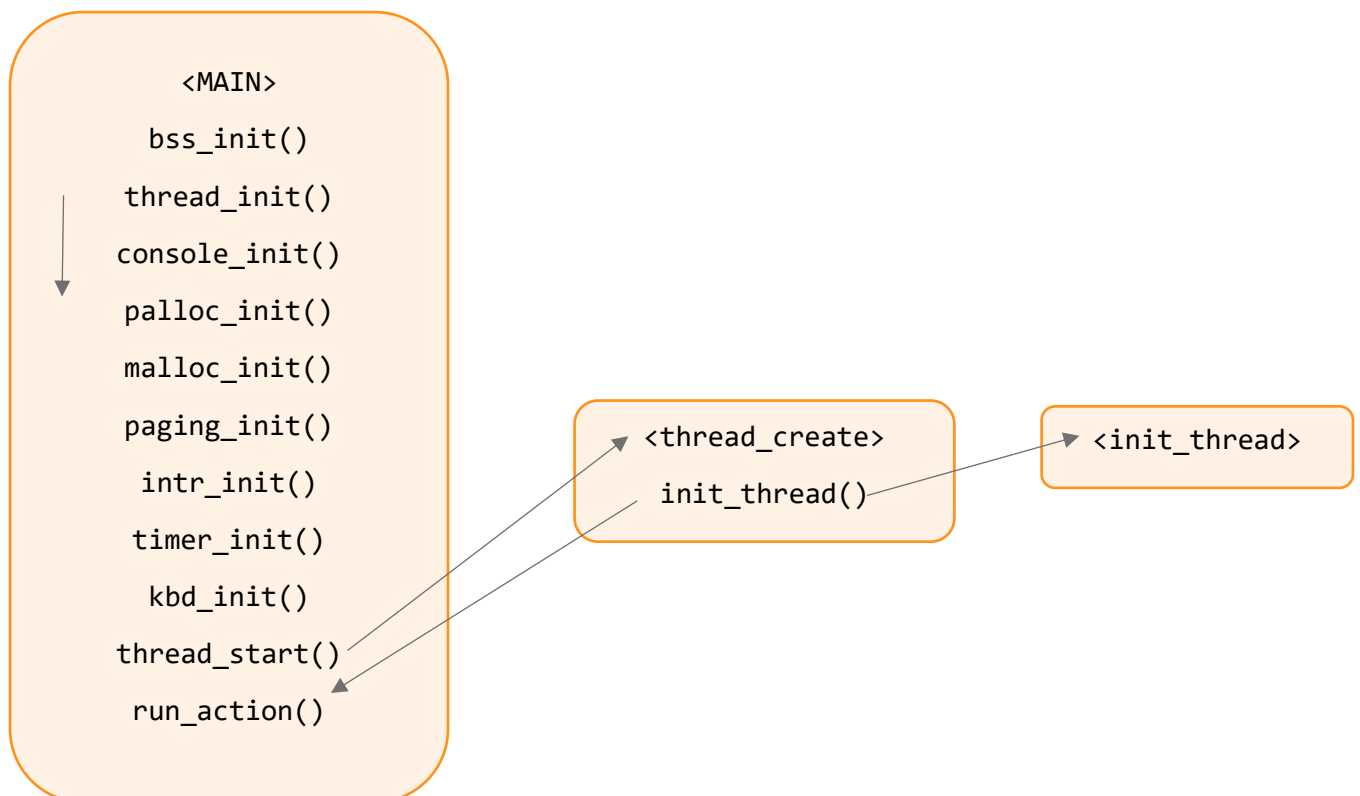 <MAIN>
bss_init()
thread_init()
console_init()
palloc_init()
malloc_init()
paging_init()
intr_init()
timer_init()
kbd_init()
thread_start()
run_action()
<thread_create>
init_thread()
<init_thread>